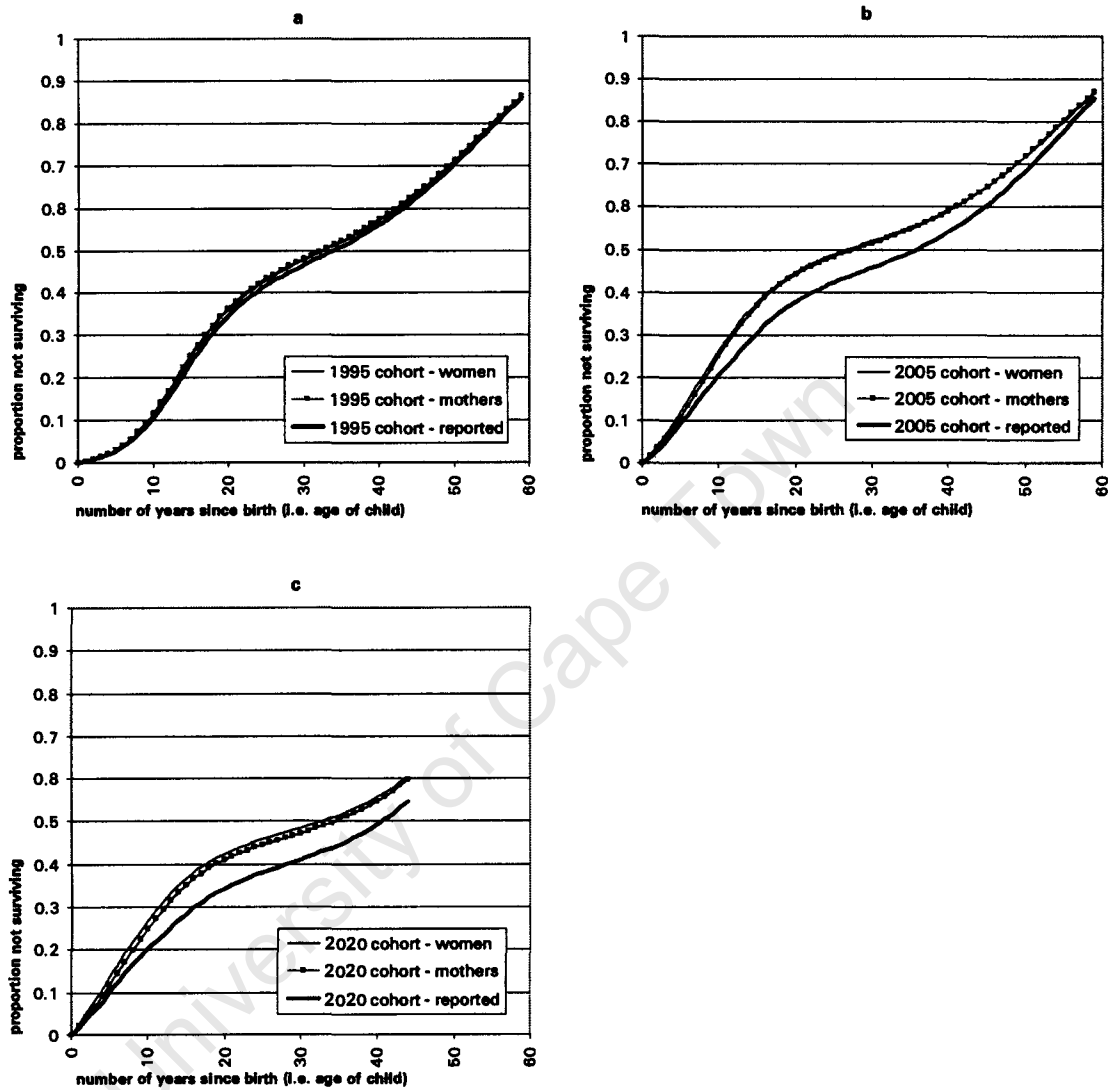 a
1
0.9
0.8
0.7
0.8
0.5
0.4
0.3
0.2
0.1
0
proportion not surviving
1995 cohort - women
1995 cohort - mothers
1995 cohort - reported
0 10 20 30 40 50 60
number of years since birth (i.e. age of child)
b
1
0.9
0.8
0.7
0.8
0.5
0.4
0.3
0.2
0.1
0
proportion not surviving
2005 cohort - women
2005 cohort - mothers
2005 cohort - reported
0 10 20 30 40 50 60
number of years since birth (i.e. age of child)
c
1
0.9
0.8
0.7
0.8
0.5
0.4
0.3
0.2
0.1
0
proportion not surviving
2020 cohort - women
2020 cohort - mothers
2020 cohort - reported
0 10 20 30 40 50 60
number of years since birth (i.e. age of child)
University of Cape Town